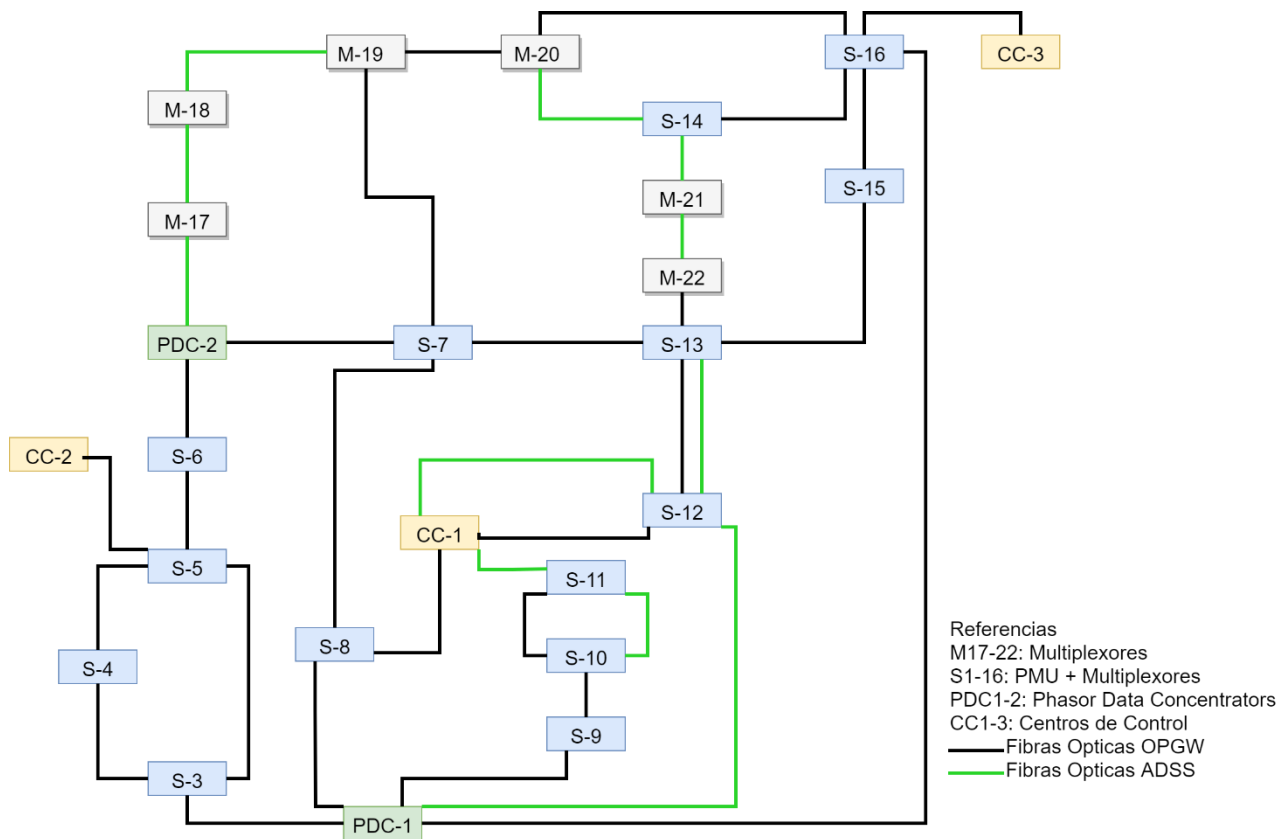 M-19
M-20
S-16
CC-3
M-18
S-14
S-15
M-21
M-17
M-22
PDC-2
S-7
S-13
CC-2
S-6
S-12
CC-1
S-5
S-11
S-8
S-10
S-4
S-9
S-3
PDC-1
Referencias
M17-22: Multiplexores
S1-16: PMU + Multiplexores
PDC1-2: Phasor Data Concentrators
CC1-3: Centros de Control
Fibras Opticas OPGW
Fibras Opticas ADSS